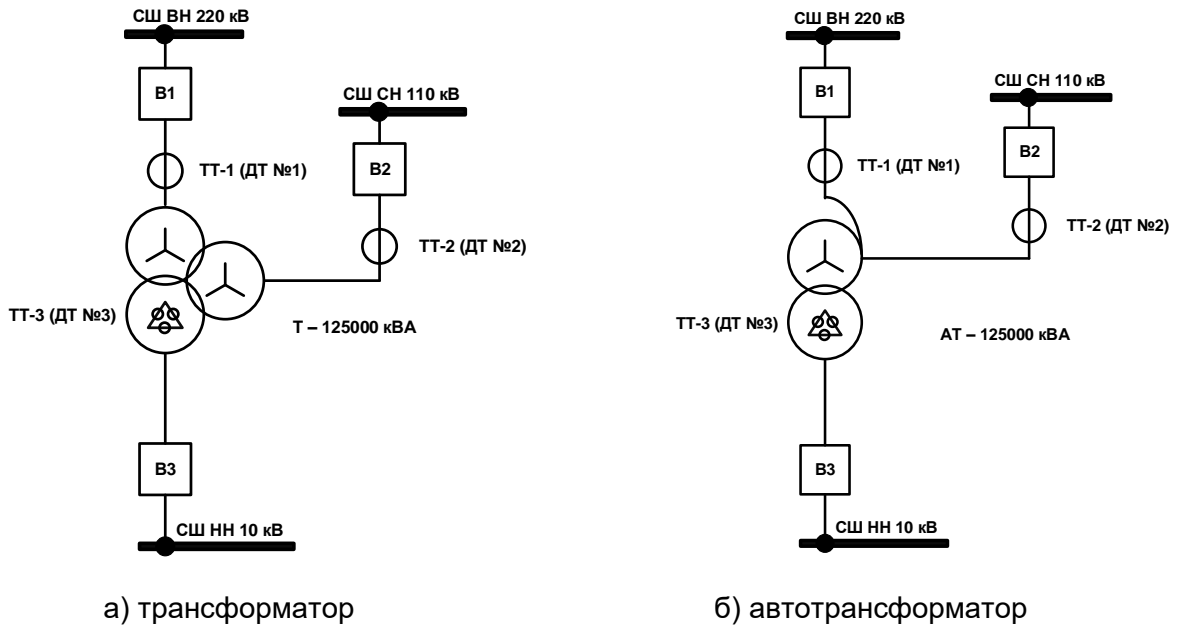 СШ ВН 220 кВ
В1
СШ СН 110 кВ
В2
ТТ-1 (ДТ №1)
ТТ-2 (ДТ №2)
ТТ-3 (ДТ №3)
Т – 125000 кВА
В3
СШ НН 10 кВ
а) трансформатор
СШ ВН 220 кВ
В1
СШ СН 110 кВ
В2
ТТ-1 (ДТ №1)
ТТ-2 (ДТ №2)
ТТ-3 (ДТ №3)
АТ – 125000 кВА
В3
СШ НН 10 кВ
б) автотрансформатор